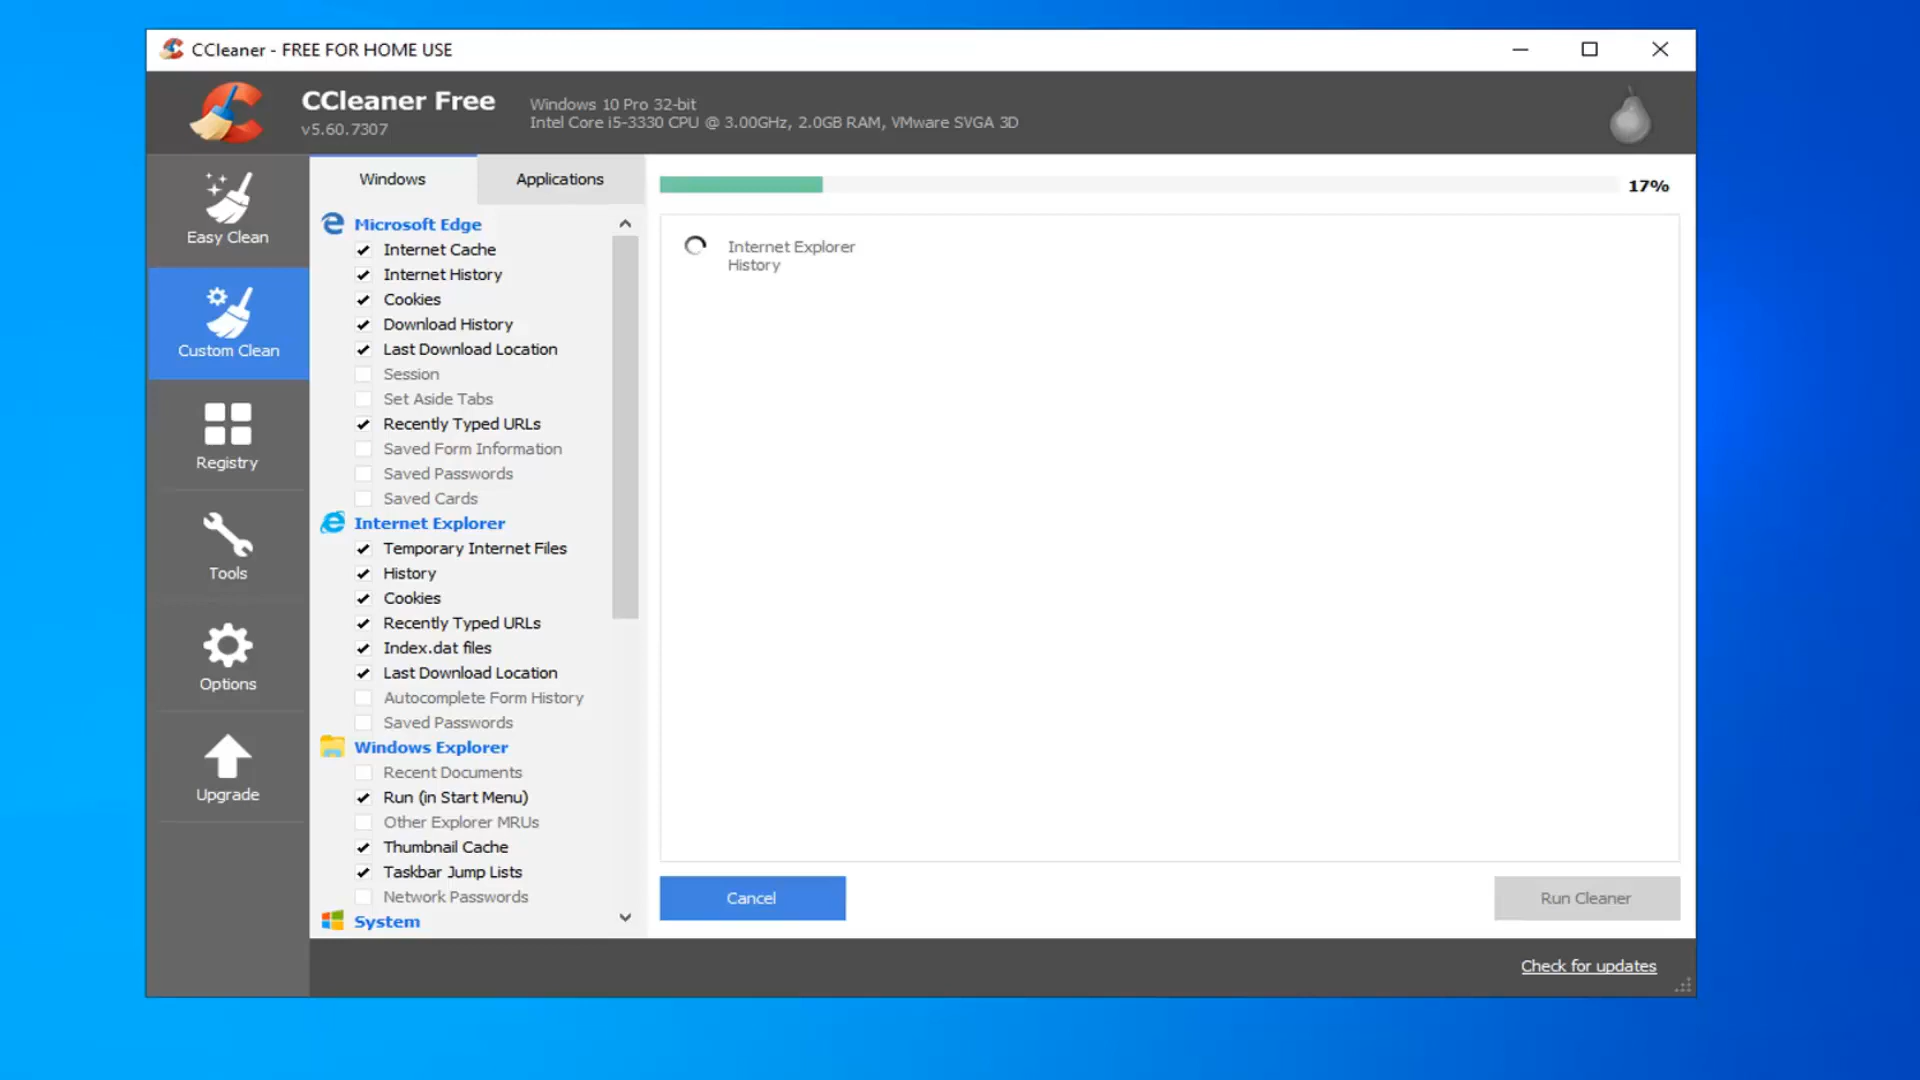 CCleaner - FREE FOR HOME USE
CCleaner Free
v5.60.7307
Windows 10 Pro 32-bit
Intel Core i5-3330 CPU @ 3.00GHz, 2.0GB RAM, VMware SVGA 3D
Easy Clean
Custom Clean
Registry
Tools
Options
Upgrade
Windows
Applications
Microsoft Edge
Internet Cache
Internet History
Cookies
Download History
Last Download Location
Session
Set Aside Tabs
Recently Typed URLs
Saved Form Information
Saved Passwords
Saved Cards
Internet Explorer
Temporary Internet Files
History
Cookies
Recently Typed URLs
Index.dat files
Last Download Location
Autocomplete Form History
Saved Passwords
Windows Explorer
Recent Documents
Run (in Start Menu)
Other Explorer MRUs
Thumbnail Cache
Taskbar Jump Lists
Network Passwords
System
17%
Internet Explorer
History
Cancel
Run Cleaner
Check for updates